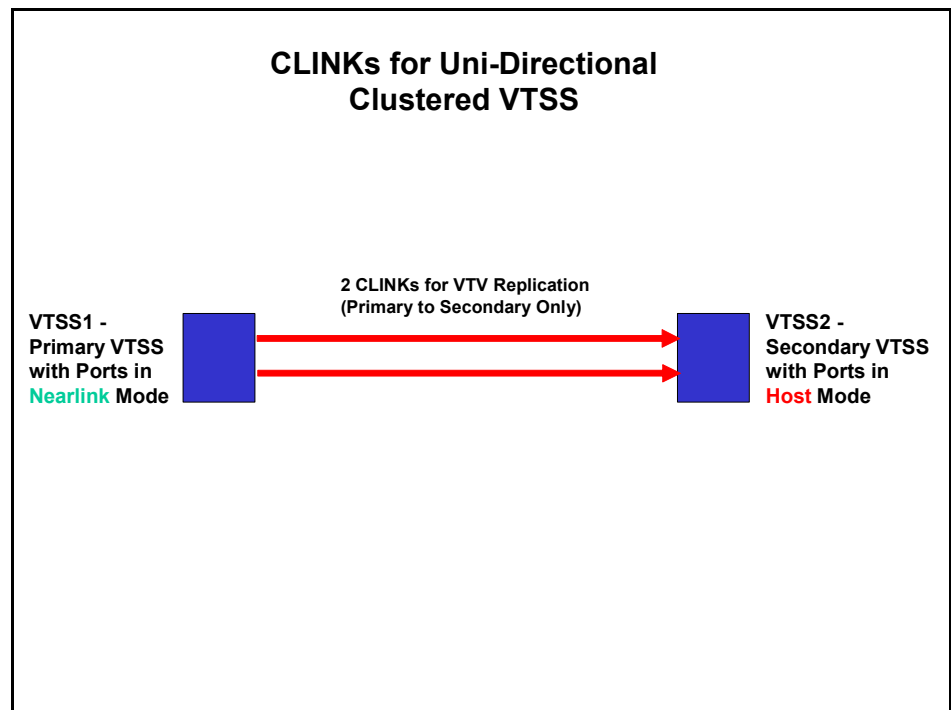 CLINKs for Uni-Directional
Clustered VTSS
2 CLINKs for VTV Replication
(Primary to Secondary Only)
VTSS1 -
Primary VTSS
with Ports in
Nearlink Mode
VTSS2 -
Secondary VTSS
with Ports in
Host Mode